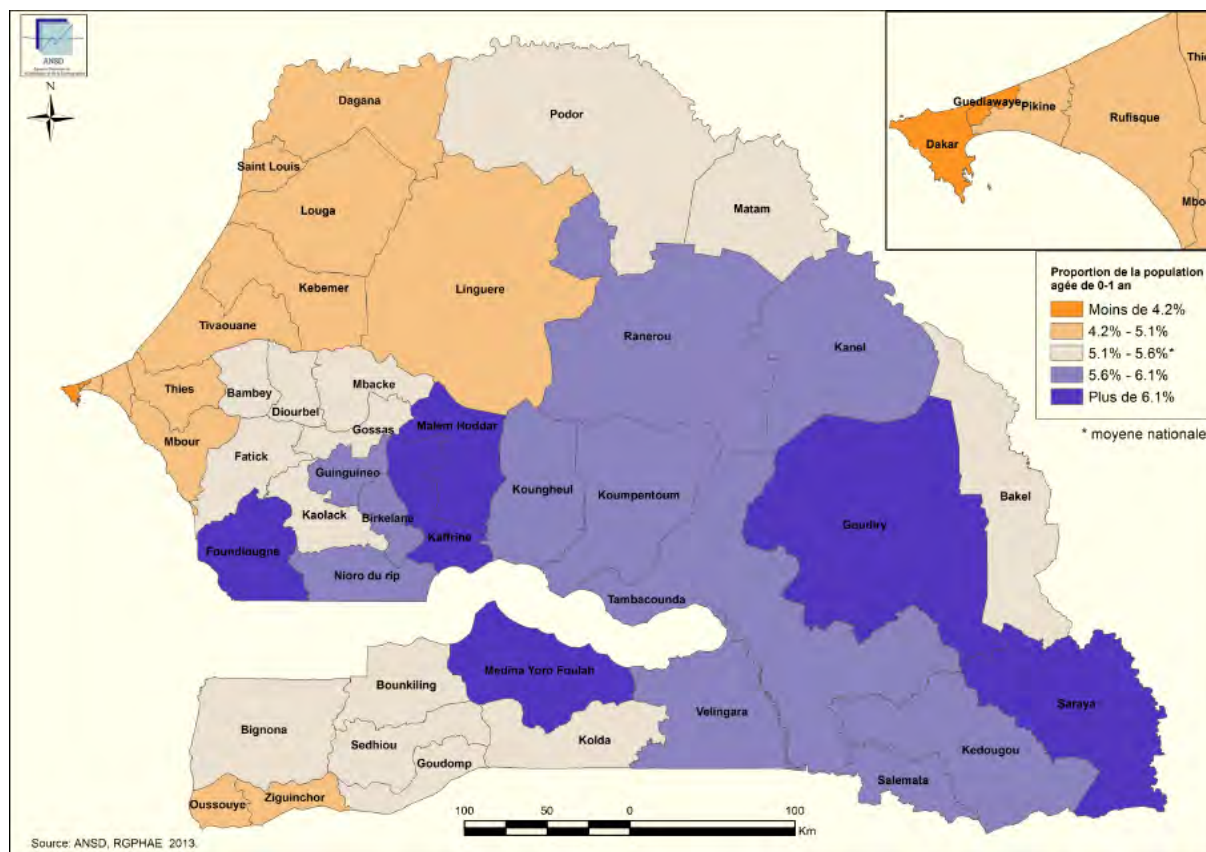 ANSD
N
Dagana
Podor
Saint Louis
Louga
Matam
Kebemer
Linguere
Tivaouane
Ranerou
Kanel
Thies
Bambey
Diourbel
Mbacke
Gossas
Malem Hoddar
Mbour
Fatick
Guinguineo
Koungheul
Koumpentoum
Goudiry
Bakel
Kaolack
Birkelane
Kaffrine
Foundiougne
Nioro du rip
Tambacounda
Medina Yoro Foulah
Bounkiling
Velingara
Saraya
Bignona
Sedhiou
Kolda
Goudomp
Kedougou
Salemata
Oussouye
Ziguinchor
Thie
Guediawaye
Pikine
Rufisque
Dakar
Mbou
Proportion de la population
agée de 0-1 an
Moins de 4.2%
4.2% - 5.1%
5.1% - 5.6%*
5.6% - 6.1%
Plus de 6.1%
* moyene nationale
100 50 0 100
Km
Source: ANSD, RGPHAE 2013.